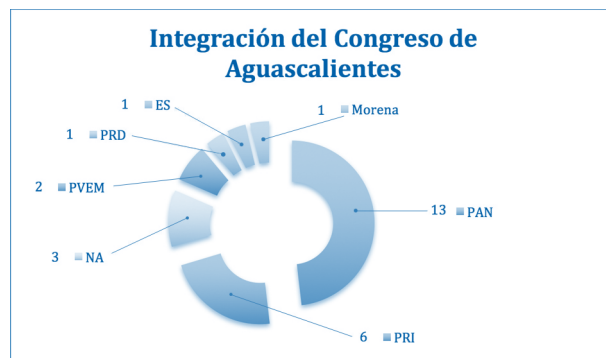 Integración del Congreso de
Aguascalientes
1 ES
1 Morena
1 PRD
2 PVEM
13 PAN
3 NA
6 PRI